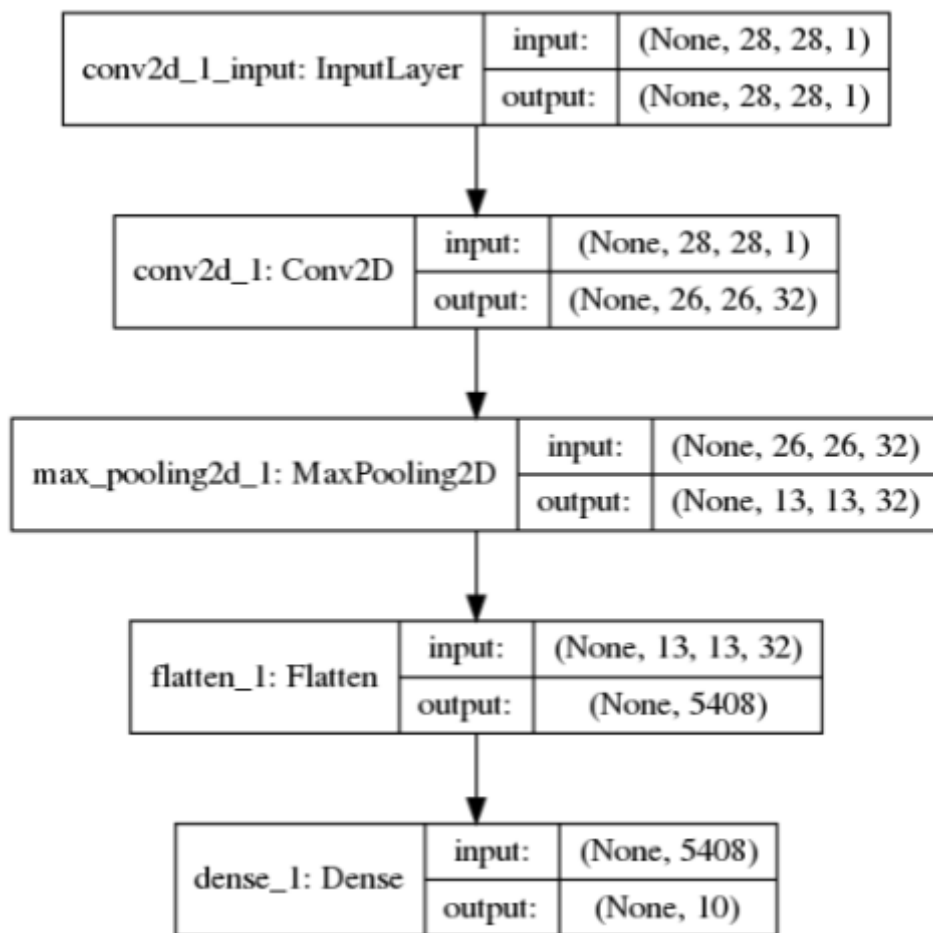 conv2d_1_input: InputLayer
input: (None, 28, 28, 1)
output: (None, 28, 28, 1)
conv2d_1: Conv2D
input: (None, 28, 28, 1)
output: (None, 26, 26, 32)
max_pooling2d_1: MaxPooling2D
input: (None, 26, 26, 32)
output: (None, 13, 13, 32)
flatten_1: Flatten
input: (None, 13, 13, 32)
output: (None, 5408)
dense_1: Dense
input: (None, 5408)
output: (None, 10)